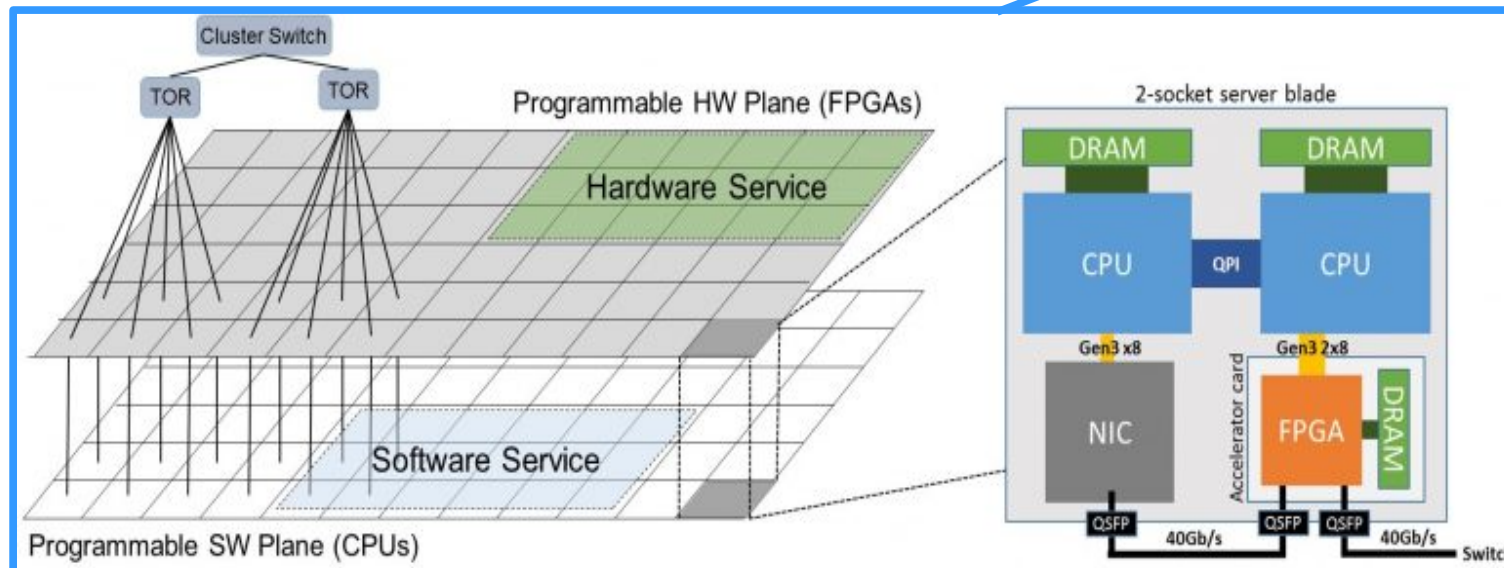 Cluster Switch
TOR
TOR
Programmable HW Plane (FPGAs)
Hardware Service
Software Service
Programmable SW Plane (CPUs)
2-socket server blade
DRAM
DRAM
CPU
QPI
CPU
Gen3 x8
Gen3 2x8
Accelerator card
NIC
FPGA
DRAM
QSFP
QSFP
QSFP
40Gb/s
40Gb/s
Switc